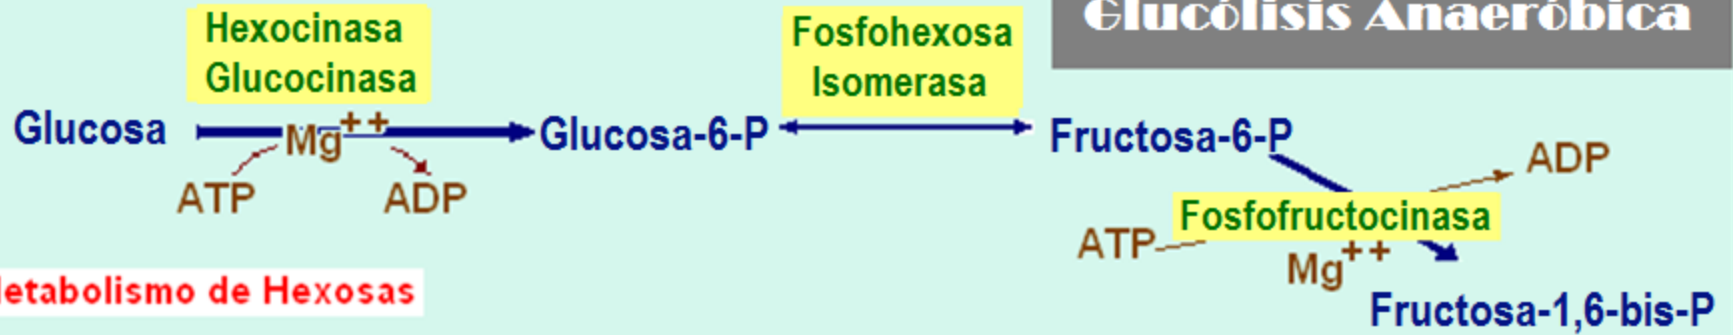 Glucólisis Anaeróbica
Hexocinasa
Glucocinasa
Fosfohexosa
Isomerasa
Glucosa
Mg++
Glucosa-6-P
Fructosa-6-P
ATP
ADP
ADP
Fosfofructocinasa
ATP
Mg++
de Hexosas
Fructosa-1,6-bis-P